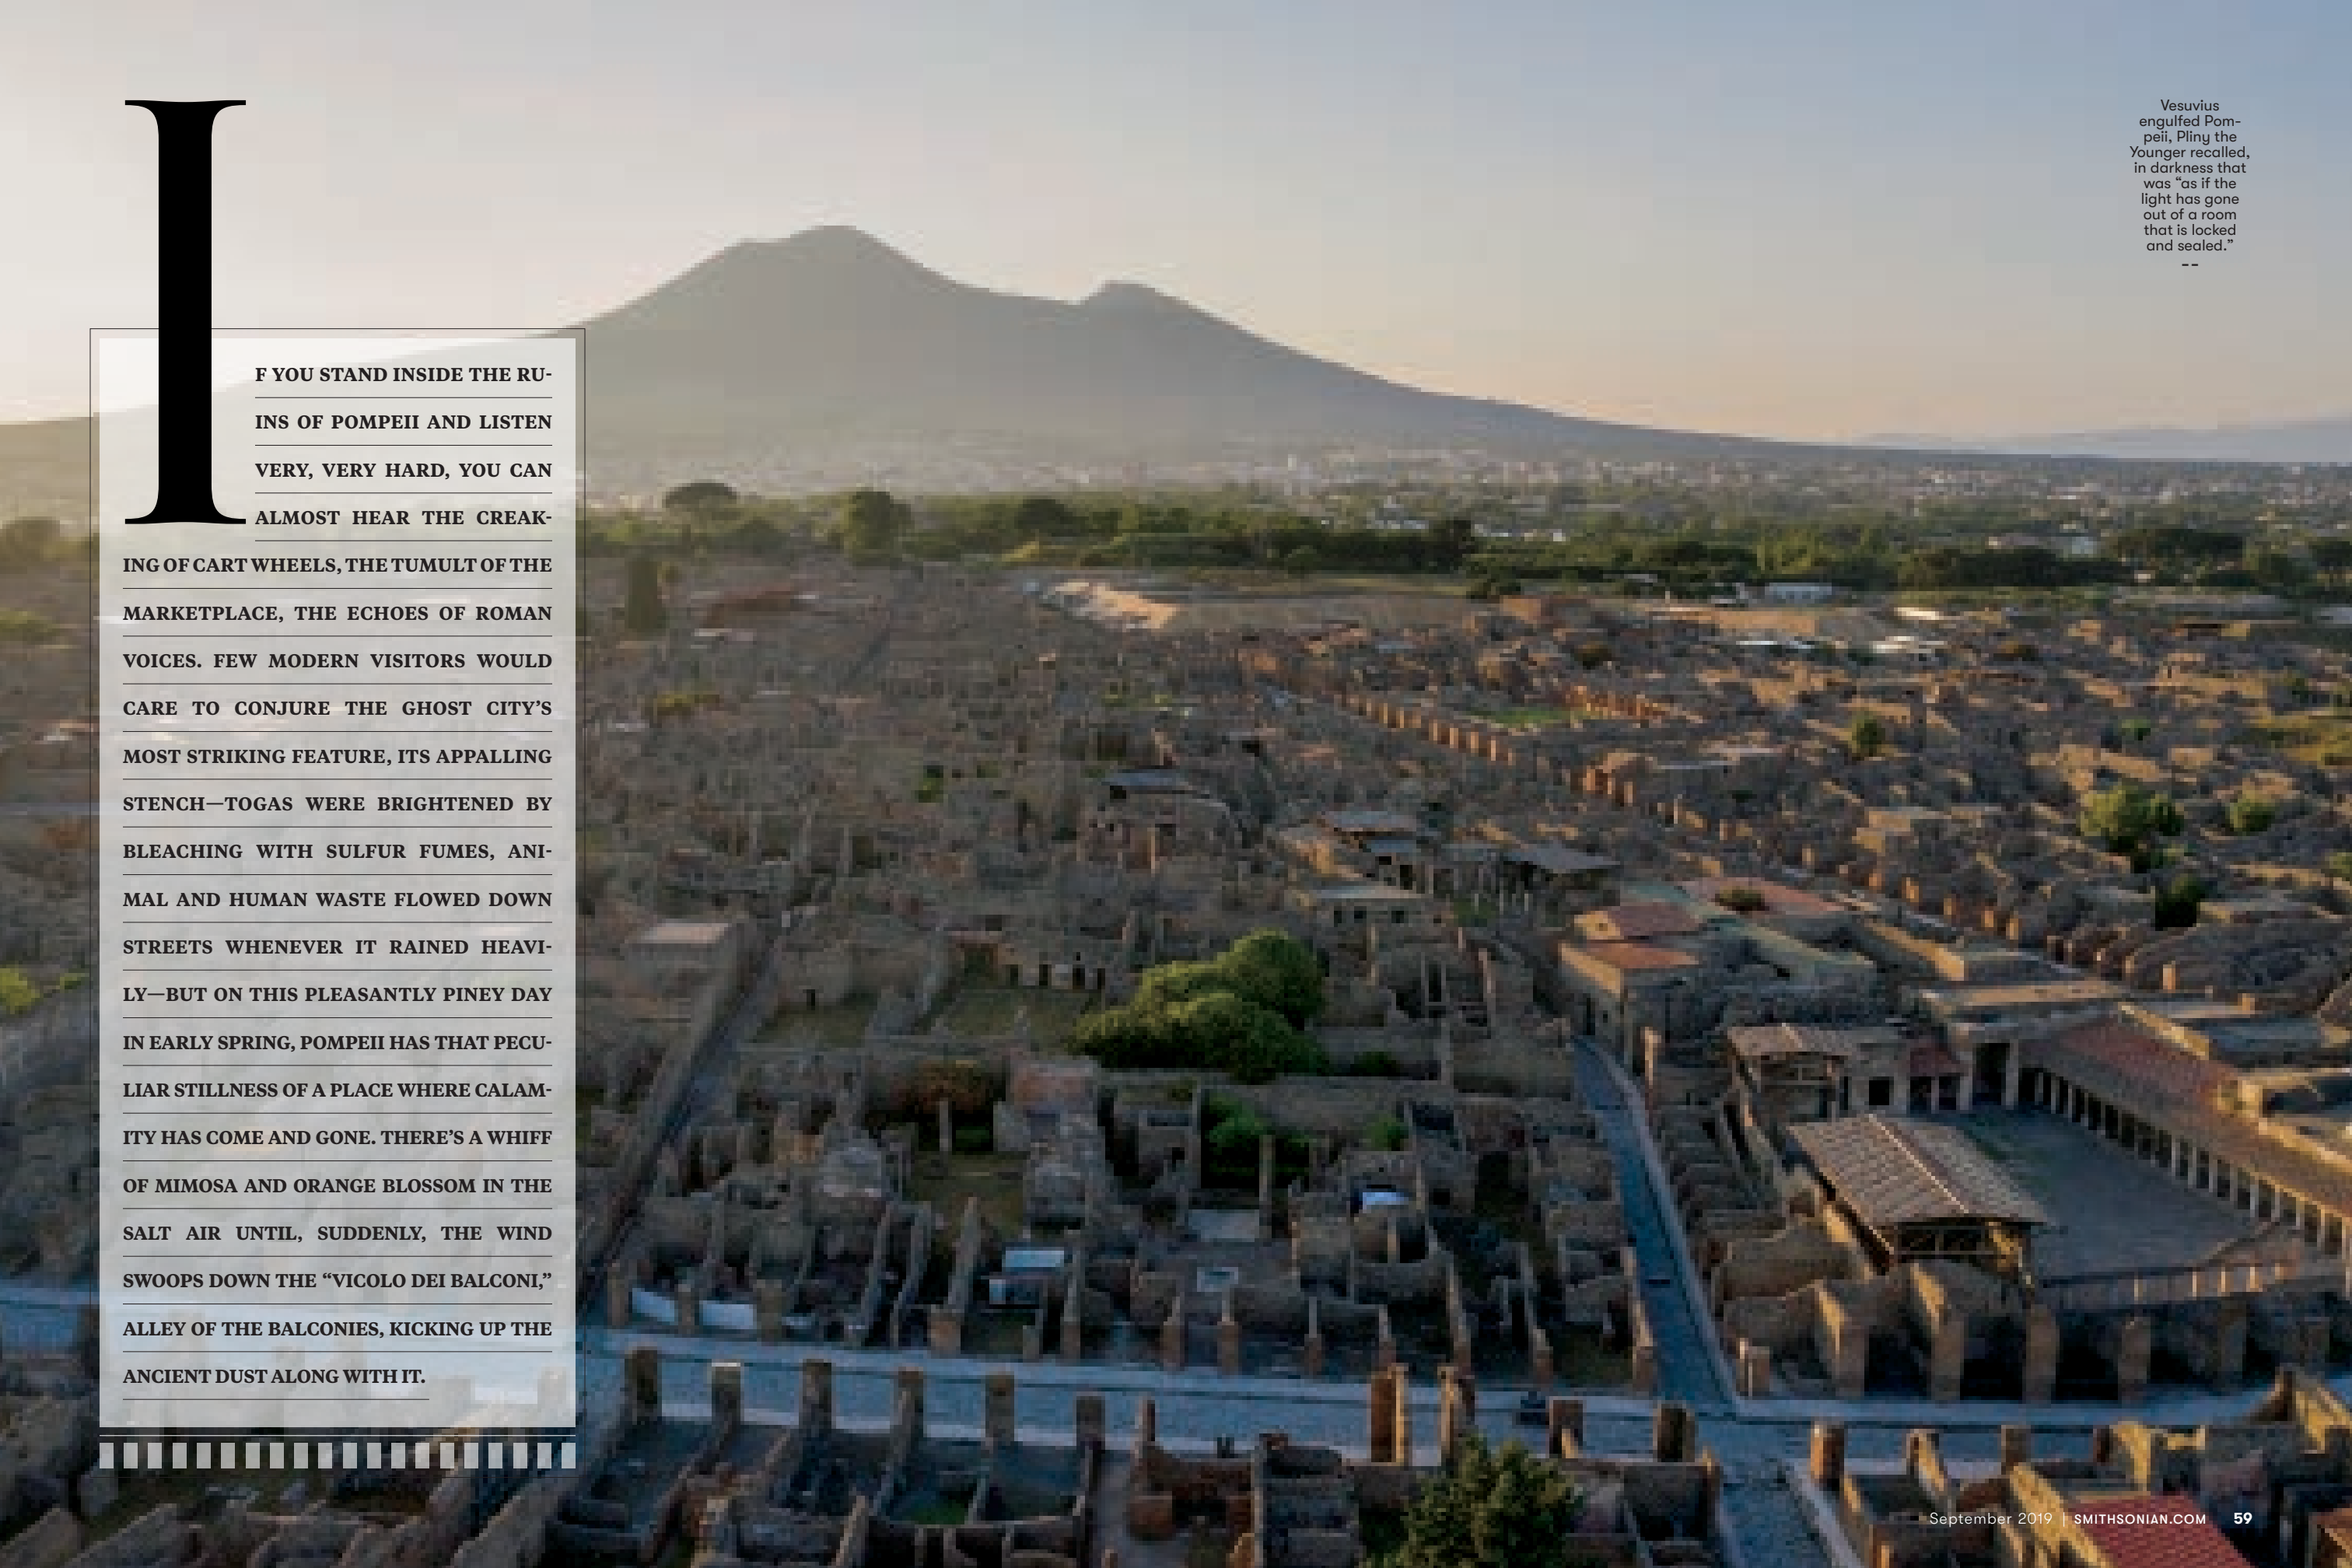 IF YOU STAND INSIDE THE RU-
INS OF POMPEII AND LISTEN
VERY, VERY HARD, YOU CAN
ALMOST HEAR THE CREAK-
ING OF CART WHEELS, THE TUMULT OF THE
MARKETPLACE, THE ECHOES OF ROMAN
VOICES. FEW MODERN VISITORS WOULD
CARE TO CONJURE THE GHOST CITY’S
MOST STRIKING FEATURE, ITS APPALLING
STENCH—TOGAS WERE BRIGHTENED BY
BLEACHING WITH SULFUR FUMES, ANI-
MAL AND HUMAN WASTE FLOWED DOWN
STREETS WHENEVER IT RAINED HEAVI-
LY—BUT ON THIS PLEASANTLY PINEY DAY
IN EARLY SPRING, POMPEII HAS THAT PECU-
LIAR STILLNESS OF A PLACE WHERE CALAM-
ITY HAS COME AND GONE. THERE’S A WHIFF
OF MIMOSA AND ORANGE BLOSSOM IN THE
SALT AIR UNTIL, SUDDENLY, THE WIND
SWOOPS DOWN THE “VICOLO DEI BALCONI,”
ALLEY OF THE BALCONIES, KICKING UP THE
ANCIENT DUST ALONG WITH IT.
Vesuvius
engulfed Pom-
peii, Pliny the
Younger recalled,
in darkness that
was “as if the
light has gone
out of a room
that is locked
and sealed.”
--
September 2019 | SMITHSONIAN.COM 59